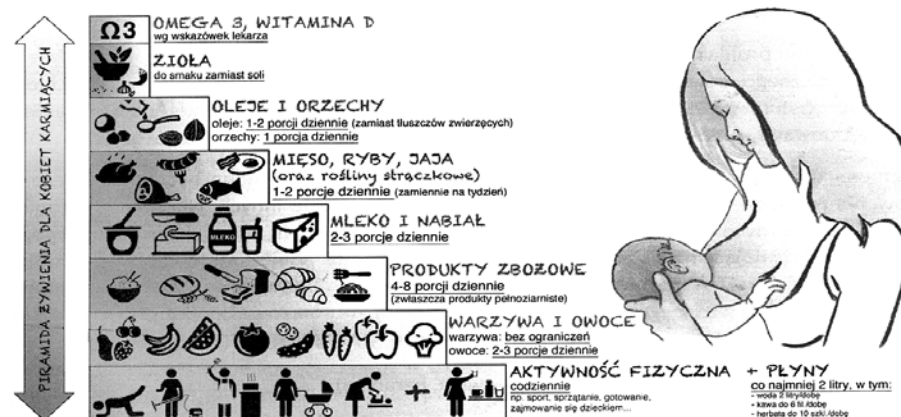 PIRAMIDA ŻYWIENIA DLA KOBIET KARMIĄCYCH
Ω3
OMEGA 3, WITAMINA D
wg wskazówek lekarza
ZIOŁA
do smaku zamiast soli
OLEJE I ORZECHY
oleje: 1-2 porcji dziennie (zamiast tłuszczów zwierzęcych)
orzechy: 1 porcja dziennie
MIĘSO, RYBY, JAJA
(oraz rośliny strączkowe)
1-2 porcje dziennie (zamiennie na tydzień)
MLEKO
MLEKO I NABIAŁ
2-3 porcje dziennie
PRODUKTY ZBOŻOWE
4-8 porcji dziennie
(zwłaszcza produkty pełnoziarniste)
WARZYWA I OWOCE
warzywa: bez ograniczeń
owoce: 2-3 porcje dziennie
AKTYWNOŚĆ FIZYCZNA + PŁYNY
codziennie
np. sport, sprzątanie, gotowanie,
zajmowanie się dzieckiem...
co najmniej 2 litry, w tym:
- woda 2 litry/dobę
- kawa do 6 fil./dobę
- herbata do 10 szkl./dobę